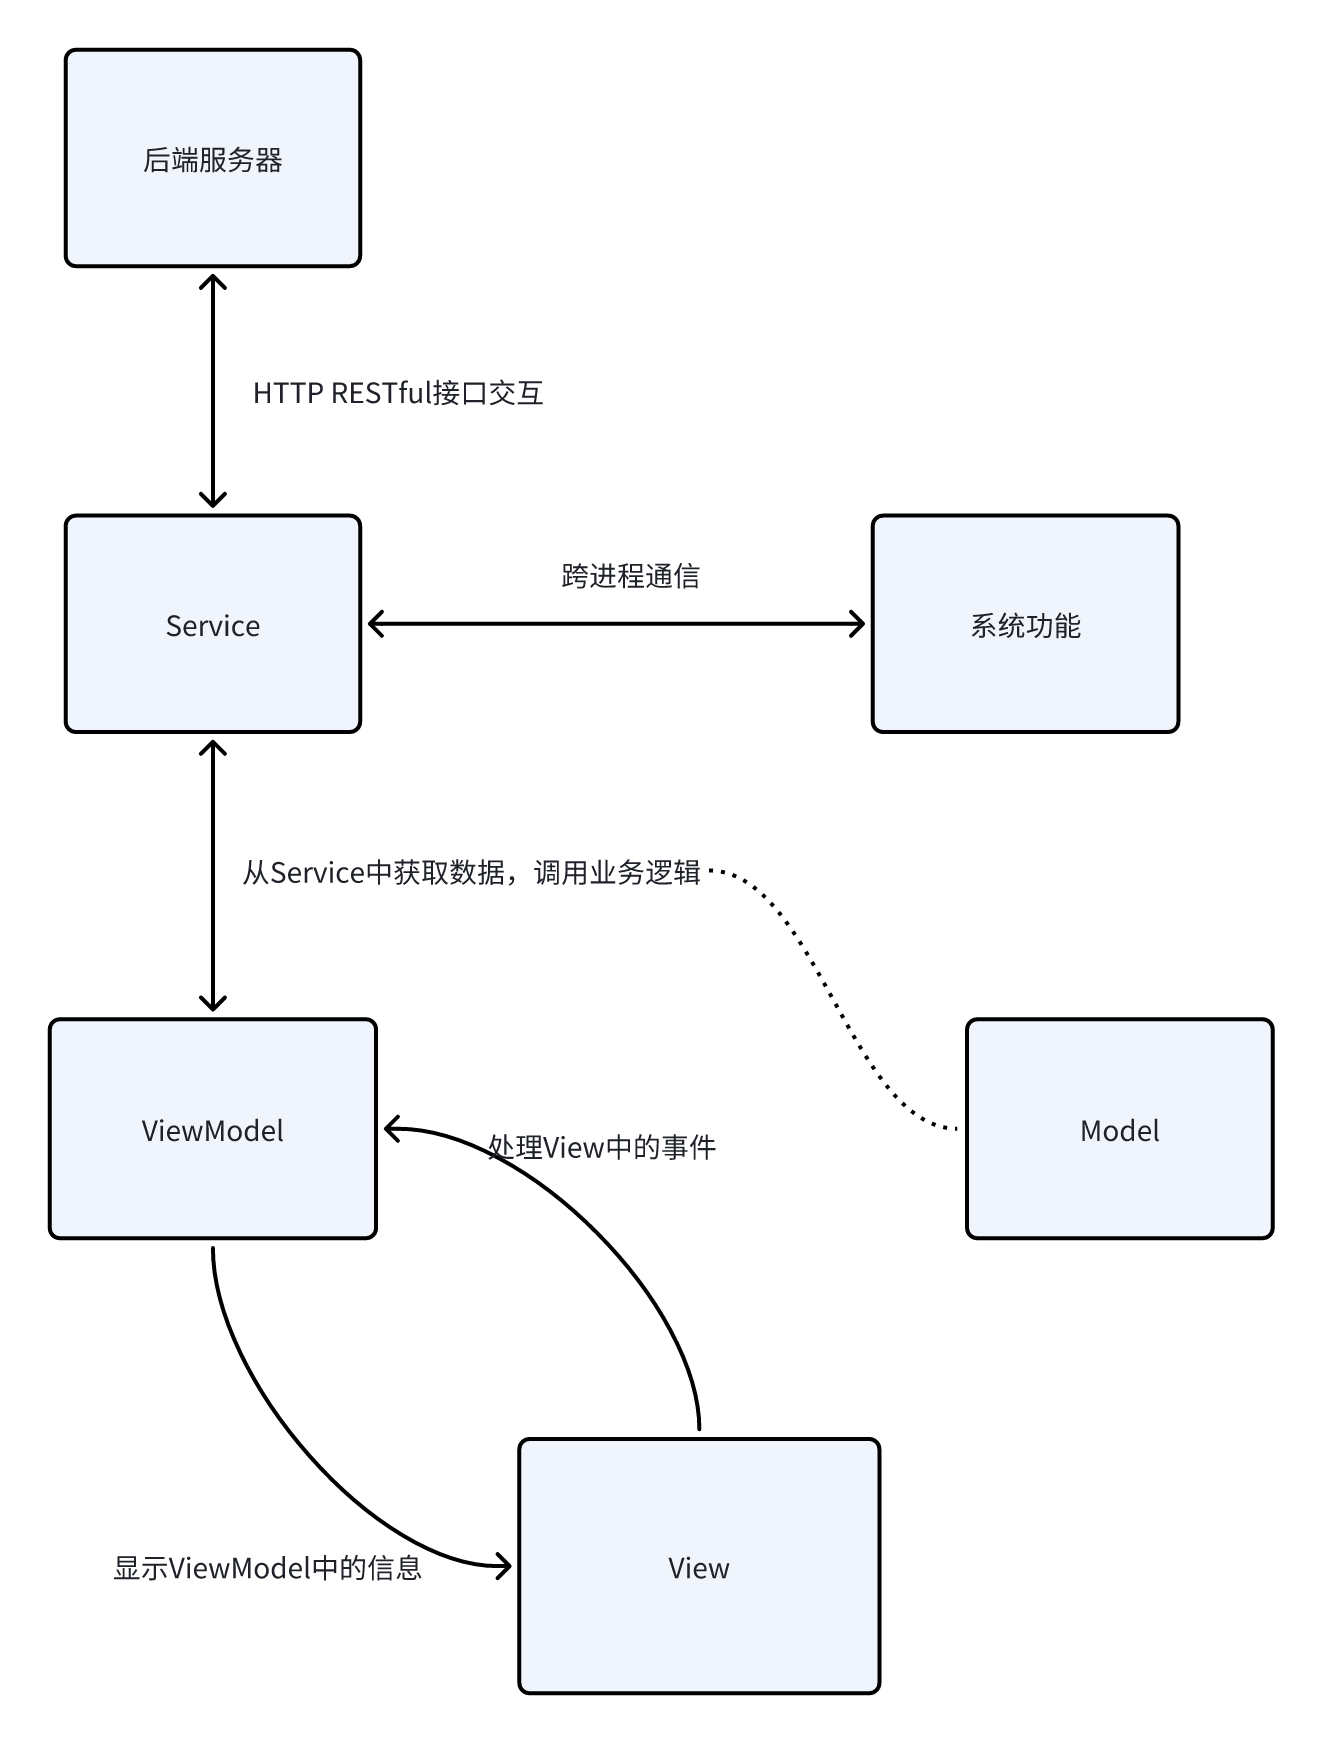 后端服务器
HTTP RESTful接口交互
跨进程通信
Service
系统功能
从Service中获取数据，调用业务逻辑
ViewModel
Model
处理View中的事件
显示ViewModel中的信息
View